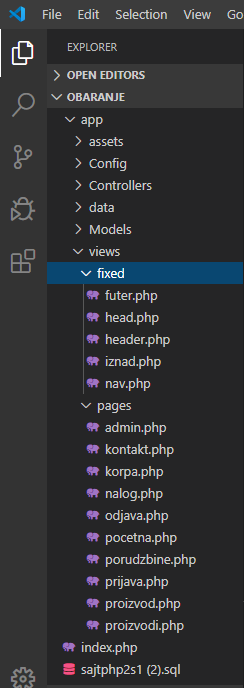 File Edit Selection View Go
EXPLORER
OPEN EDITORS
OBARANJE
app
assets
Config
Controllers
data
Models
views
fixed
futer.php
head.php
header.php
iznad.php
nav.php
pages
admin.php
kontakt.php
korpa.php
nalog.php
odjava.php
pocetna.php
porudzbine.php
prijava.php
proizvod.php
proizvodi.php
index.php
sajtphp2s1 (2).sql